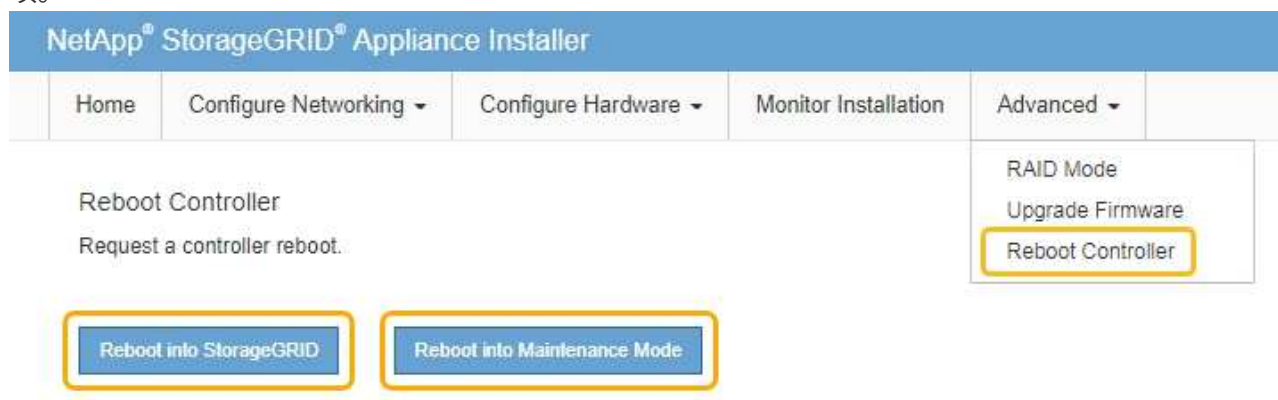 NetApp® StorageGRID® Appliance Installer
Home Configure Networking Configure Hardware Monitor Installation Advanced
RAID Mode
Upgrade Firmware
Reboot Controller
Reboot Controller
Request a controller reboot.
Reboot into StorageGRID Reboot into Maintenance Mode